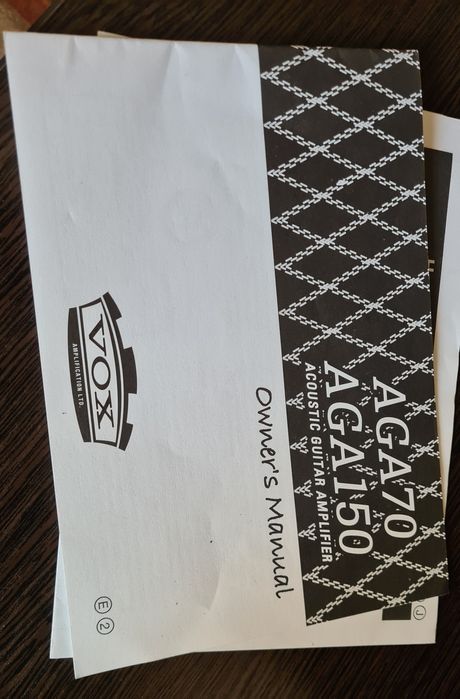 AGA70
AGA150
ACOUSTIC GUITAR AMPLIFIER
Owner's Manual
VOX
AMPLIFICATION LTD.
E 2
J